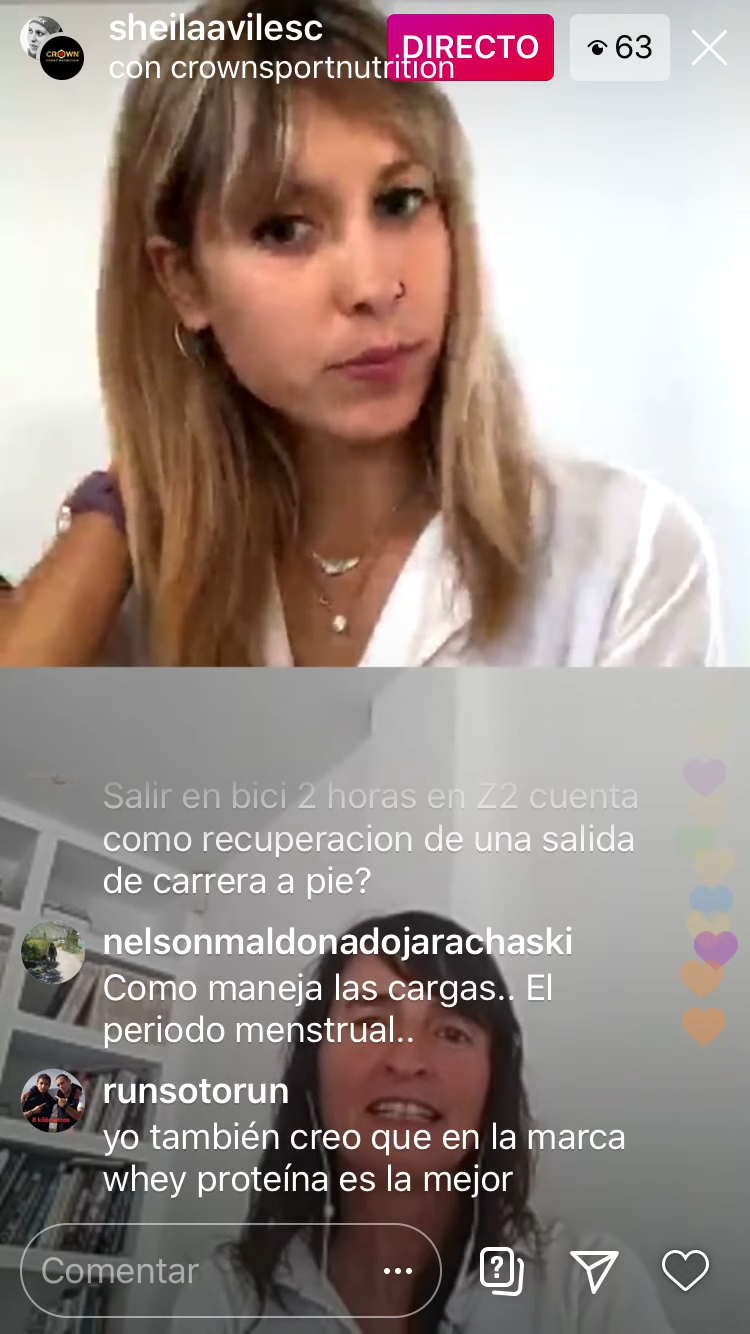 sheilaavilesc
con crownsportnutrition
DIRECTO
63
CROWN
Salir en bici 2 horas en Z2 cuenta
como recuperacion de una salida
de carrera a pie?
nelsonmaldonadojarachaski
Como maneja las cargas.. El
periodo menstrual..
runsotorun
yo también creo que en la marca
whey proteína es la mejor
Comentar